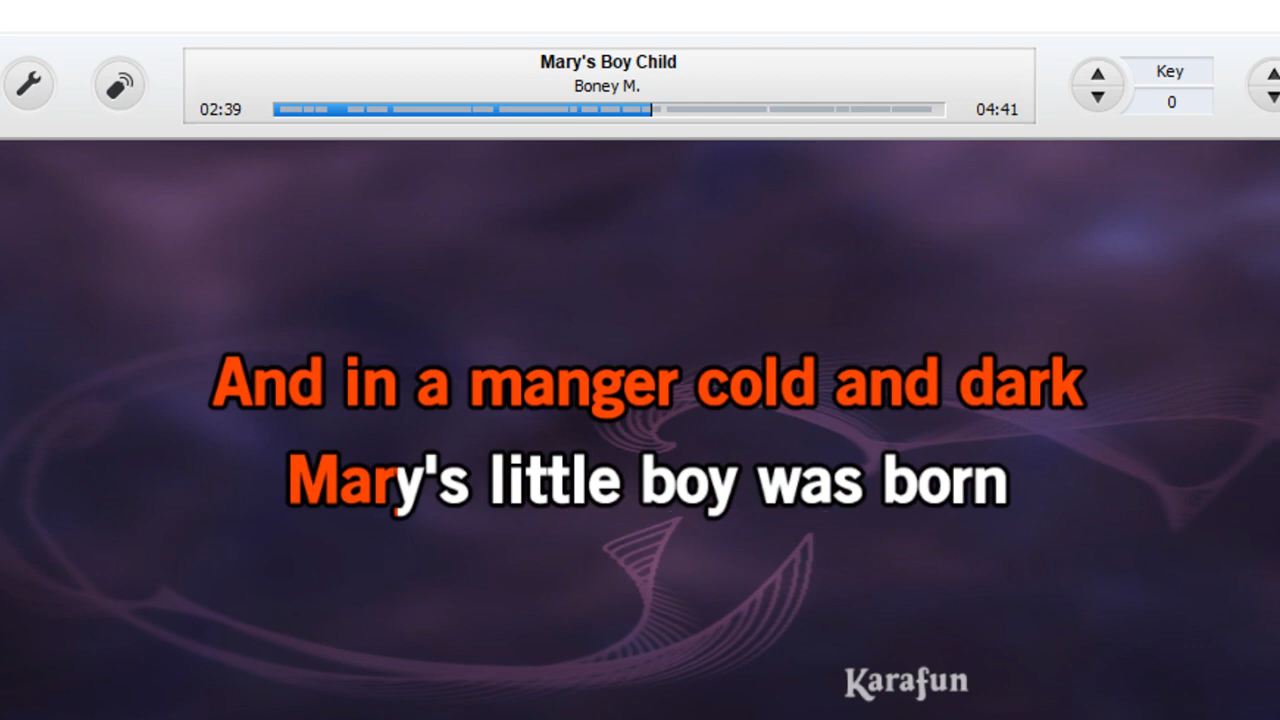 Mary's Boy Child
Boney M.
02:39
04:41
Key
0
And in a manger cold and dark
Mary's little boy was born
Karafun